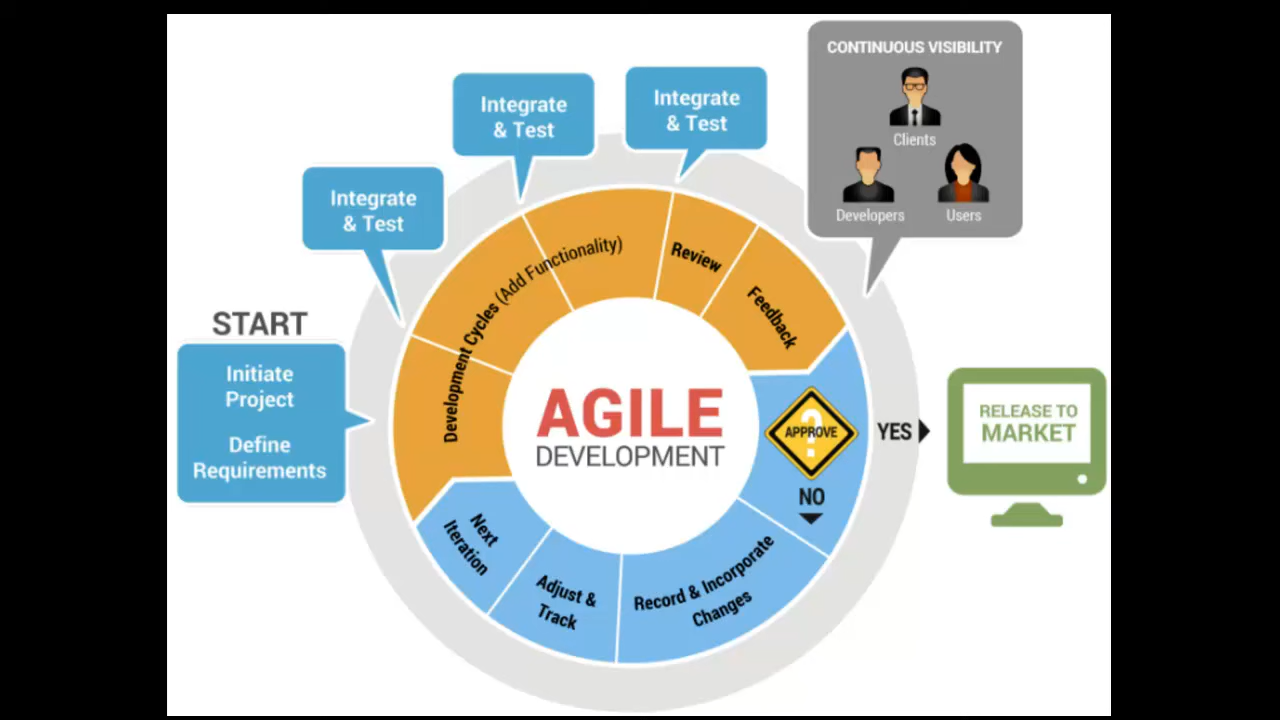 CONTINUOUS VISIBILITY
Clients
Developers
Users
Integrate
& Test
Integrate
& Test
Integrate
& Test
START
Initiate
Project
Define
Requirements
Development Cycles (Add Functionality)
Review
Feedback
AGILE
DEVELOPMENT
?
APPROVE
YES
NO
RELEASE TO
MARKET
Record & Incorporate
Changes
Adjust &
Track
Next
Iteration